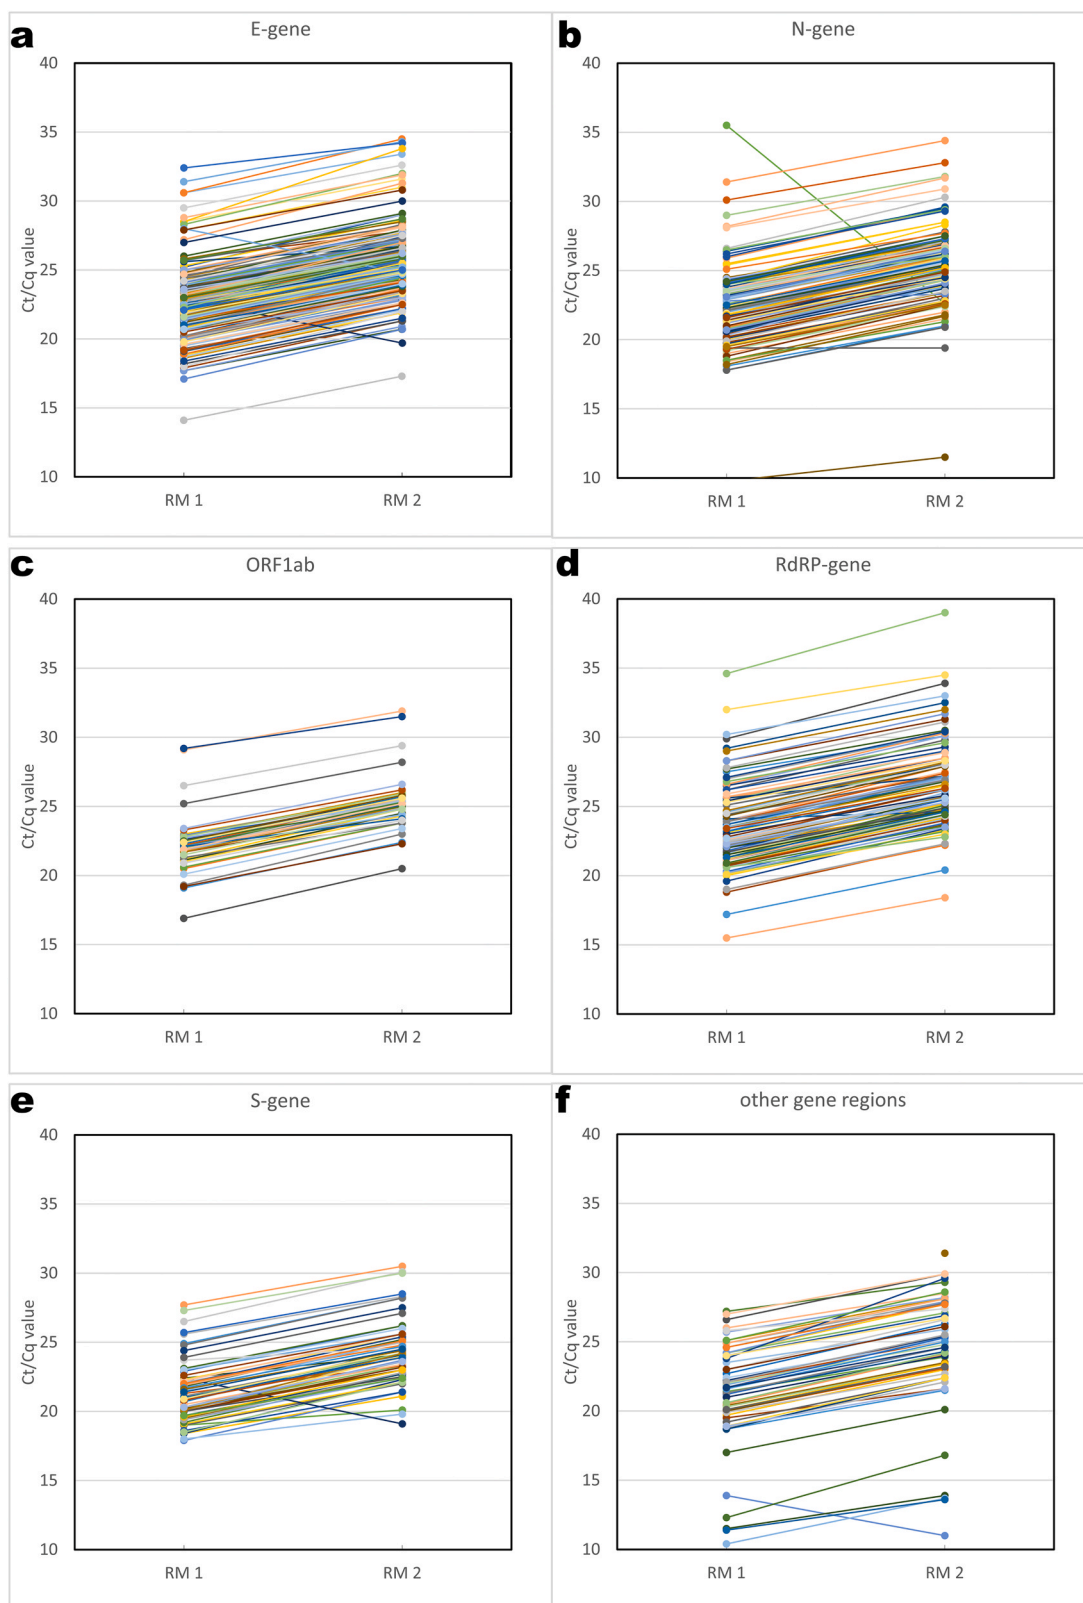 a
E-gene
40
35
30
25
20
15
10
Ct/Cq value
RM 1
RM 2
b
N-gene
40
35
30
25
20
15
10
Ct/Cq value
RM 1
RM 2
c
ORF1ab
40
35
30
25
20
15
10
Ct/Cq value
RM 1
RM 2
d
RdRP-gene
40
35
30
25
20
15
10
Ct/Cq value
RM 1
RM 2
e
S-gene
40
35
30
25
20
15
10
Ct/Cq value
RM 1
RM 2
f
other gene regions
40
35
30
25
20
15
10
Ct/Cq value
RM 1
RM 2